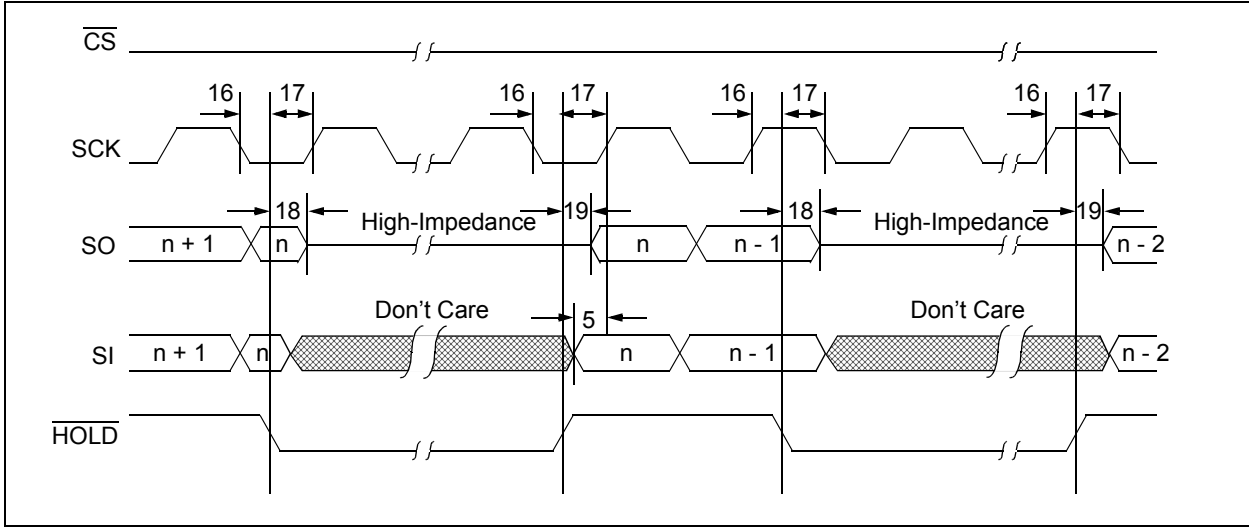 CS
16 17 16 17 16 17 16 17
SCK
18 High-Impedance 19 18 High-Impedance 19
SO n + 1 n n n - 1 n - 2
Don't Care 5 Don't Care
SI n + 1 n n n - 1 n - 2
HOLD